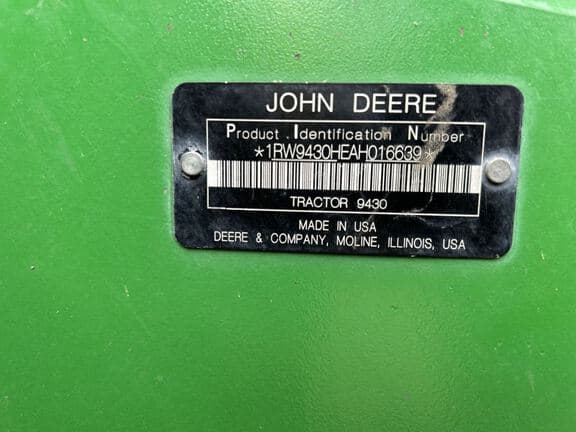 JOHN DEERE
Product Identification Number
*1RW9430HEAH016639*
TRACTOR 9430
MADE IN USA
DEERE & COMPANY, MOLINE, ILLINOIS, USA